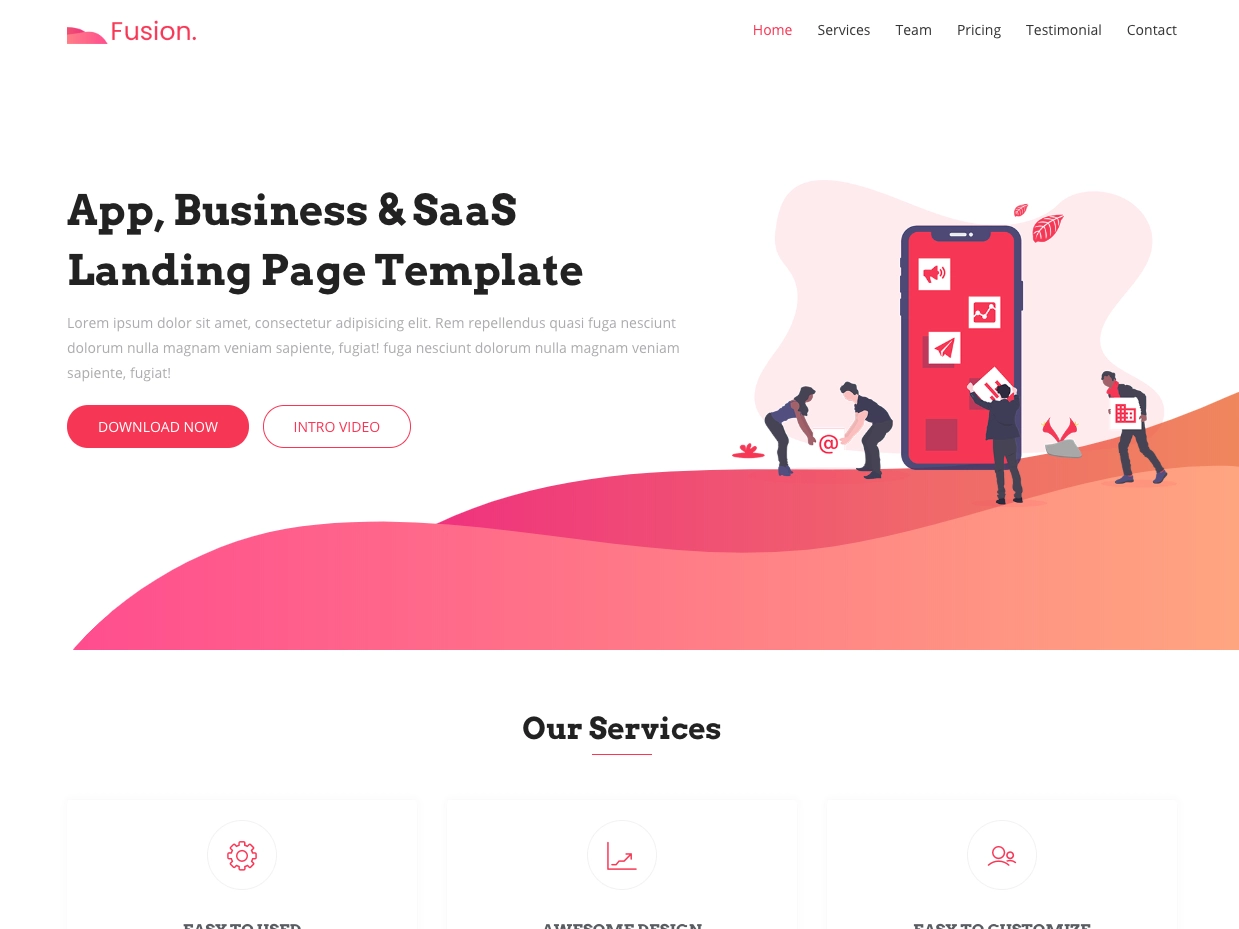 Fusion.
Home Services Team Pricing Testimonial Contact
App, Business & SaaS
Landing Page Template
Lorem ipsum dolor sit amet, consectetur adipisicing elit. Rem repellendus quasi fuga nesciunt
dolorum nulla magnam veniam sapiente, fugiat! fuga nesciunt dolorum nulla magnam veniam
sapiente, fugiat!
DOWNLOAD NOW INTRO VIDEO
@
Our Services
EASY TO USED AWESOME DESIGN EASY TO CUSTOMIZE